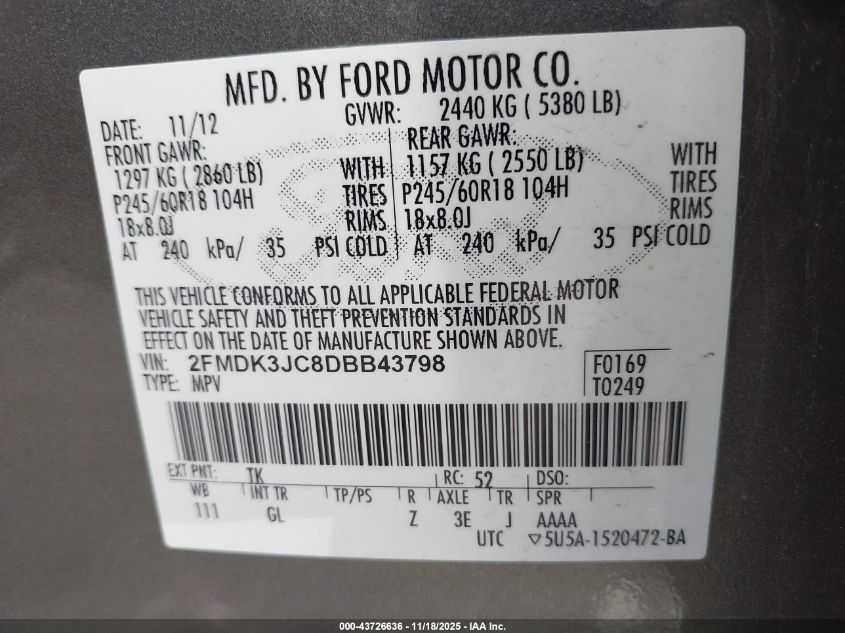 MFD. BY FORD MOTOR CO.
DATE: 11/12 GVWR: 2440 KG ( 5380 LB)
FRONT GAWR: REAR GAWR:
1297 KG ( 2860 LB) WITH 1157 KG ( 2550 LB) WITH
P245/60R18 104H TIRES P245/60R18 104H TIRES
18x8.0J RIMS 18x8.0J RIMS
AT 240 kPa/ 35 PSI COLD AT 240 kPa/ 35 PSI COLD
THIS VEHICLE CONFORMS TO ALL APPLICABLE FEDERAL MOTOR
VEHICLE SAFETY AND THEFT PREVENTION STANDARDS IN
EFFECT ON THE DATE OF MANUFACTURE SHOWN ABOVE.
VIN: 2FMDK3JC8DBB43798 F0169
TYPE: MPV T0249
EXT PNT: TK RC: 52 DSO:
WB INT TR TP/PS R AXLE TR SPR
111 GL Z 3E J AAAA
UTC ▽5U5A-1520472-BA
000-43726636 - 11/18/2025 - IAA Inc.